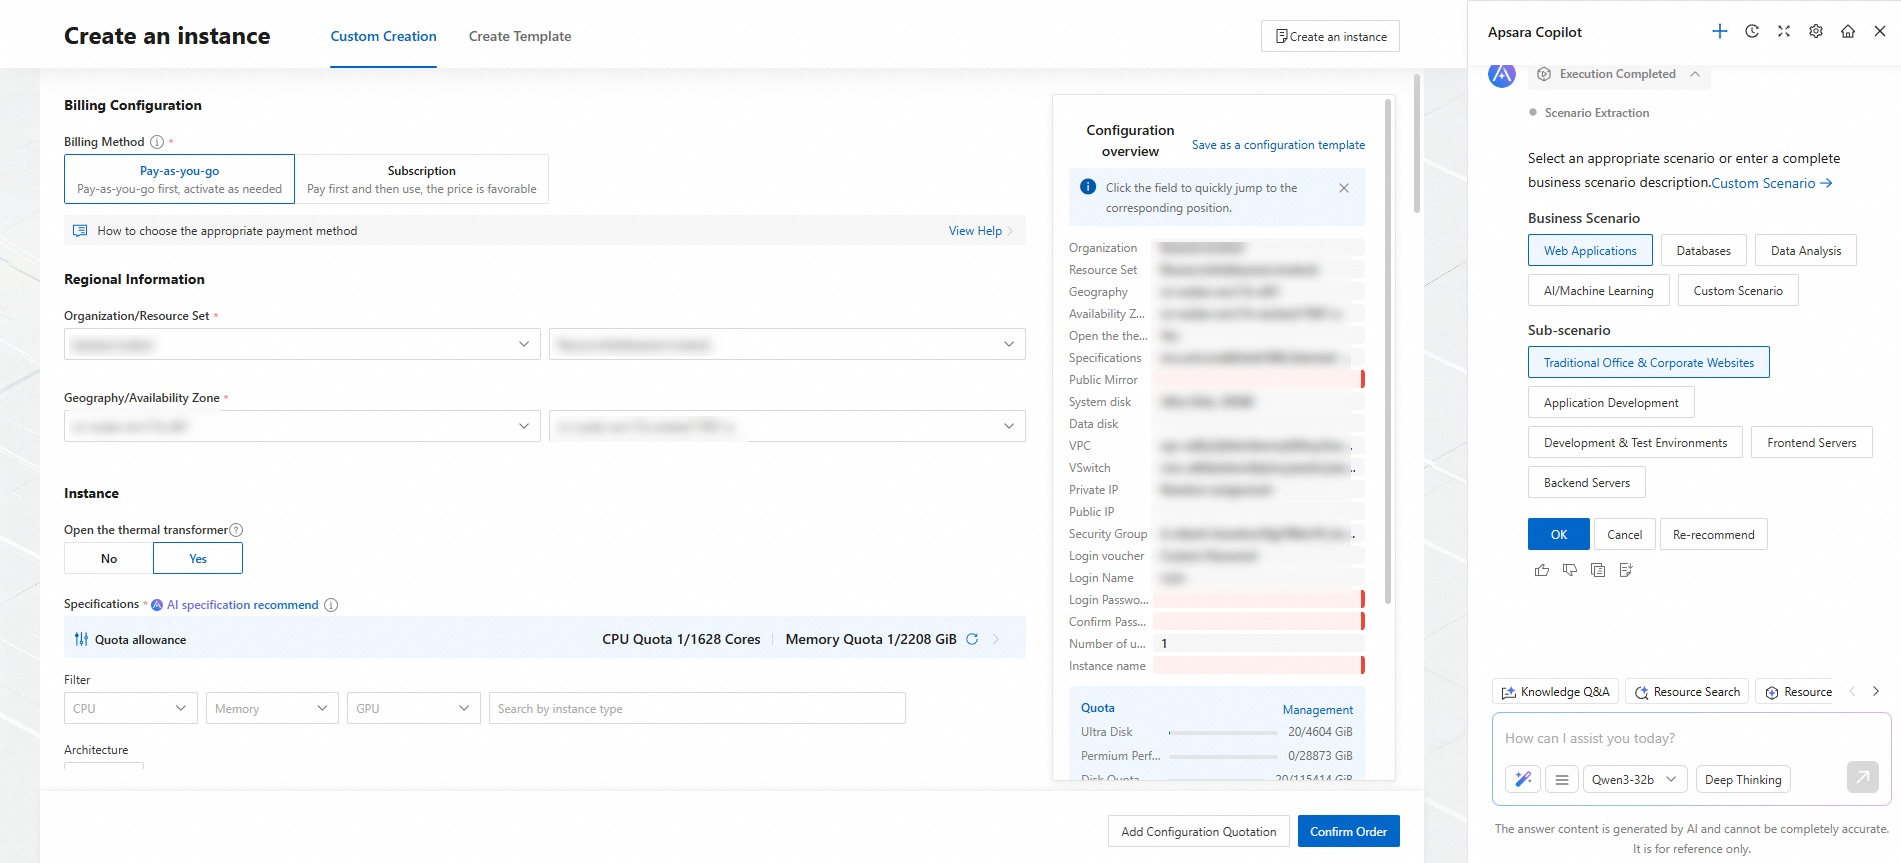 Create an instance
Custom Creation
Create Template
Create an instance
Billing Configuration
Billing Method *
Pay-as-you-go
Pay-as-you-go first, activate as needed
Subscription
Pay first and then use, the price is favorable
How to choose the appropriate payment method
View Help
Regional Information
Organization/Resource Set *
Geography/Availability Zone *
Instance
Open the thermal transformer
No
Yes
Specifications * AI specification recommend
Quota allowance
CPU Quota 1/1628 Cores
Memory Quota 1/2208 GiB
Filter
CPU
Memory
GPU
Search by instance type
Architecture
Configuration
overview
Save as a configuration template
Click the field to quickly jump to the
corresponding position.
Organization
Resource Set
Geography
Availability Z...
Open the the...
Specifications
Public Mirror
System disk
Data disk
VPC
VSwitch
Private IP
Public IP
Security Group
Login voucher
Login Name
Login Passwo...
Confirm Pass...
Number of u... 1
Instance name
Quota
Management
Ultra Disk 20/4604 GiB
Permium Perf... 0/28873 GiB
Disk Quota 20/115414 GiB
Add Configuration Quotation
Confirm Order
Apsara Copilot
Execution Completed
Scenario Extraction
Select an appropriate scenario or enter a complete
business scenario description.Custom Scenario →
Business Scenario
Web Applications
Databases
Data Analysis
AI/Machine Learning
Custom Scenario
Sub-scenario
Traditional Office & Corporate Websites
Application Development
Development & Test Environments
Frontend Servers
Backend Servers
OK
Cancel
Re-recommend
Knowledge Q&A
Resource Search
Resource
How can I assist you today?
Qwen3-32b
Deep Thinking
The answer content is generated by AI and cannot be completely accurate.
It is for reference only.